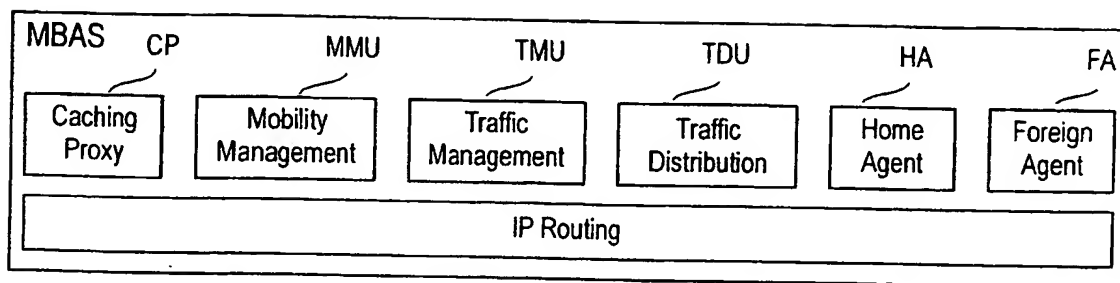 MBAS
CP
MMU
TMU
TDU
HA
FA
Caching
Proxy
Mobility
Management
Traffic
Management
Traffic
Distribution
Home
Agent
Foreign
Agent
IP Routing